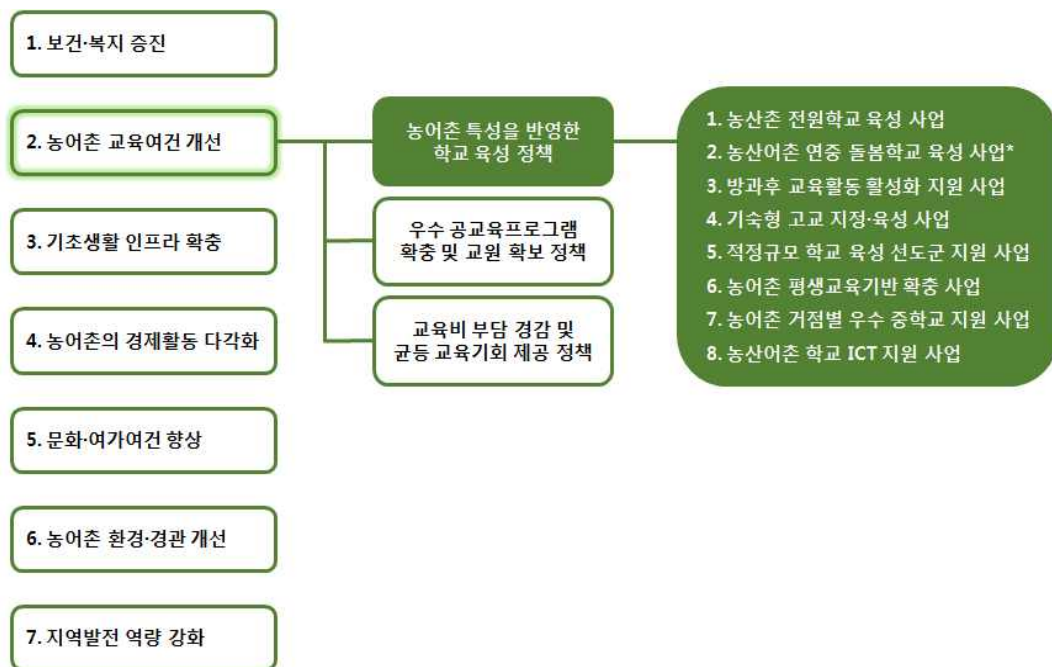 1. 보건·복지 증진
2. 농어촌 교육여건 개선
3. 기초생활 인프라 확충
4. 농어촌의 경제활동 다각화
5. 문화·여가여건 향상
6. 농어촌 환경·경관 개선
7. 지역발전 역량 강화
농어촌 특성을 반영한
학교 육성 정책
우수 공교육프로그램
확충 및 교원 확보 정책
교육비 부담 경감 및
균등 교육기회 제공 정책
1. 농산촌 전원학교 육성 사업
2. 농산어촌 연중 돌봄학교 육성 사업*
3. 방과후 교육활동 활성화 지원 사업
4. 기숙형 고교 지정·육성 사업
5. 적정규모 학교 육성 선도군 지원 사업
6. 농어촌 평생교육기반 확충 사업
7. 농어촌 거점별 우수 중학교 지원 사업
8. 농산어촌 학교 ICT 지원 사업